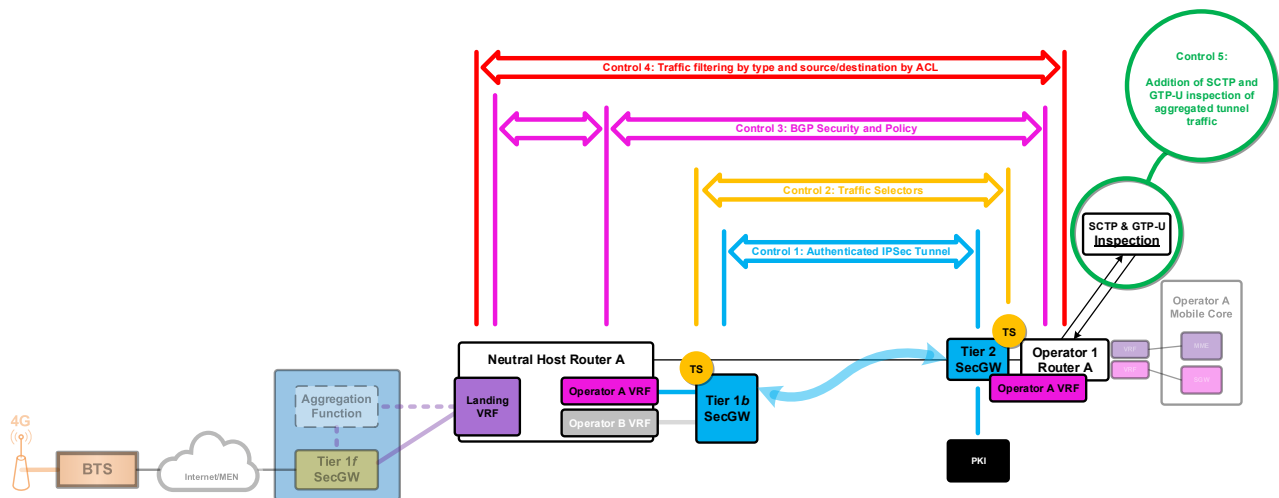 Control 4: Traffic filtering by type and source/destination by ACL
Control 5:
Addition of SCTP and
GTP-U inspection of
aggregated tunnel
traffic
Control 3: BGP Security and Policy
Control 2: Traffic Selectors
SCTP & GTP-U
Inspection
Control 1: Authenticated IPSec Tunnel
Operator A
Mobile Core
TS
Neutral Host Router A
TS
Tier 2
SecGW
Operator 1
Router A
VRF
MME
VRF
SGW
Operator A VRF
Aggregation
Function
Landing
VRF
Operator A VRF
Operator B VRF
Tier 1b
SecGW
4G
BTS
Internet/MEN
Tier 1f
SecGW
PKI